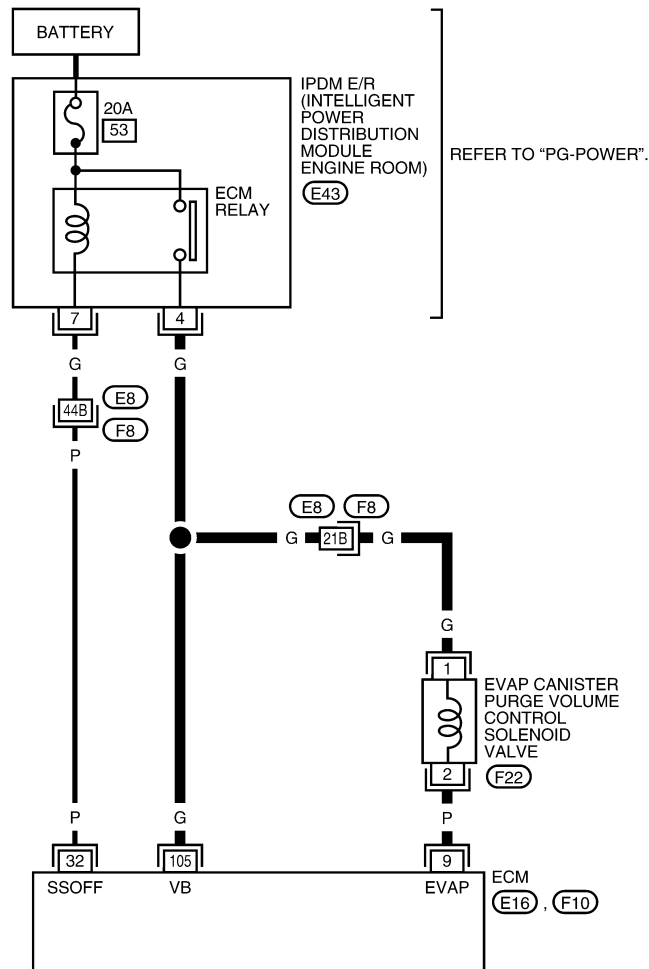 BATTERY
20A
53
IPDM E/R
(INTELLIGENT
POWER
DISTRIBUTION
MODULE
ENGINE ROOM)
E43
REFER TO “PG-POWER”.
ECM
RELAY
7
4
G
G
44B
E8
F8
P
E8
F8
G
21B
G
G
1
EVAP CANISTER
PURGE VOLUME
CONTROL
SOLENOID
VALVE
2
F22
P
G
P
32
105
9
SSOFF
VB
EVAP
ECM
E16 , F10